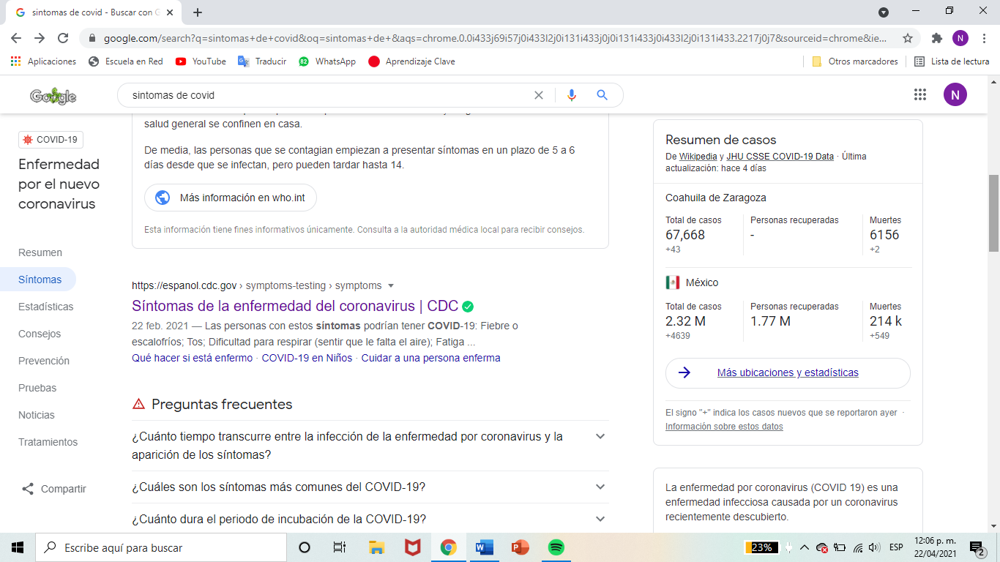 sintomas de covid - Buscar con G
google.com/search?q=sintomas+de+covid&oq=sintomas+de+&aqs=chrome.0.0i433j69i57j0i433l2j0i131i433j0j0i131i433j0i433l2j0i131i433.2217j0j7&sourceid=chrome&ie...
N
Aplicaciones
Escuela en Red
YouTube
Traducir
82
WhatsApp
Aprendizaje Clave
Otros marcadores
Lista de lectura
Google
sintomas de covid
N
COVID-19
Enfermedad
por el nuevo
coronavirus
Resumen
Síntomas
Estadísticas
Consejos
Prevención
Pruebas
Noticias
Tratamientos
Compartir
salud general se confinen en casa.
De media, las personas que se contagian empiezan a presentar síntomas en un plazo de 5 a 6
días desde que se infectan, pero pueden tardar hasta 14.
Más información en who.int
Esta información tiene fines informativos únicamente. Consulta a la autoridad médica local para recibir consejos.
https://espanol.cdc.gov › symptoms-testing › symptoms
Síntomas de la enfermedad del coronavirus | CDC
22 feb. 2021 — Las personas con estos síntomas podrían tener COVID-19: Fiebre o
escalofríos; Tos; Dificultad para respirar (sentir que le falta el aire); Fatiga ...
Qué hacer si está enfermo · COVID-19 en Niños · Cuidar a una persona enferma
Preguntas frecuentes
¿Cuánto tiempo transcurre entre la infección de la enfermedad por coronavirus y la
aparición de los síntomas?
¿Cuáles son los síntomas más comunes del COVID-19?
¿Cuánto dura el periodo de incubación de la COVID-19?
Resumen de casos
De Wikipedia y JHU CSSE COVID-19 Data · Última
actualización: hace 4 días
Coahuila de Zaragoza
Total de casos Personas recuperadas Muertes
67,668 - 6156
+43 +2
México
Total de casos Personas recuperadas Muertes
2.32 M 1.77 M 214 k
+4639 +549
Más ubicaciones y estadísticas
El signo "+" indica los casos nuevos que se reportaron ayer ·
Información sobre estos datos
La enfermedad por coronavirus (COVID 19) es una
enfermedad infecciosa causada por un coronavirus
recientemente descubierto.
Escribe aquí para buscar
23%
ESP
12:06 p. m.
22/04/2021
2